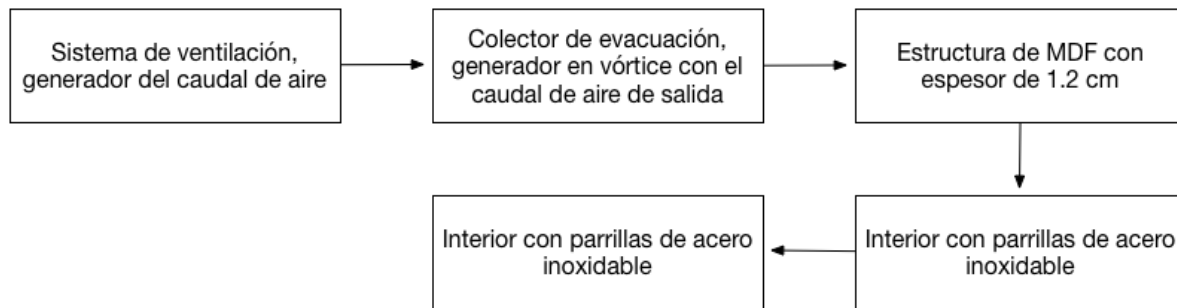 Sistema de ventilación,
generador del caudal de aire
Colector de evacuación,
generador en vórtice con el
caudal de aire de salida
Estructura de MDF con
espesor de 1.2 cm
Interior con parrillas de acero
inoxidable
Interior con parrillas de acero
inoxidable